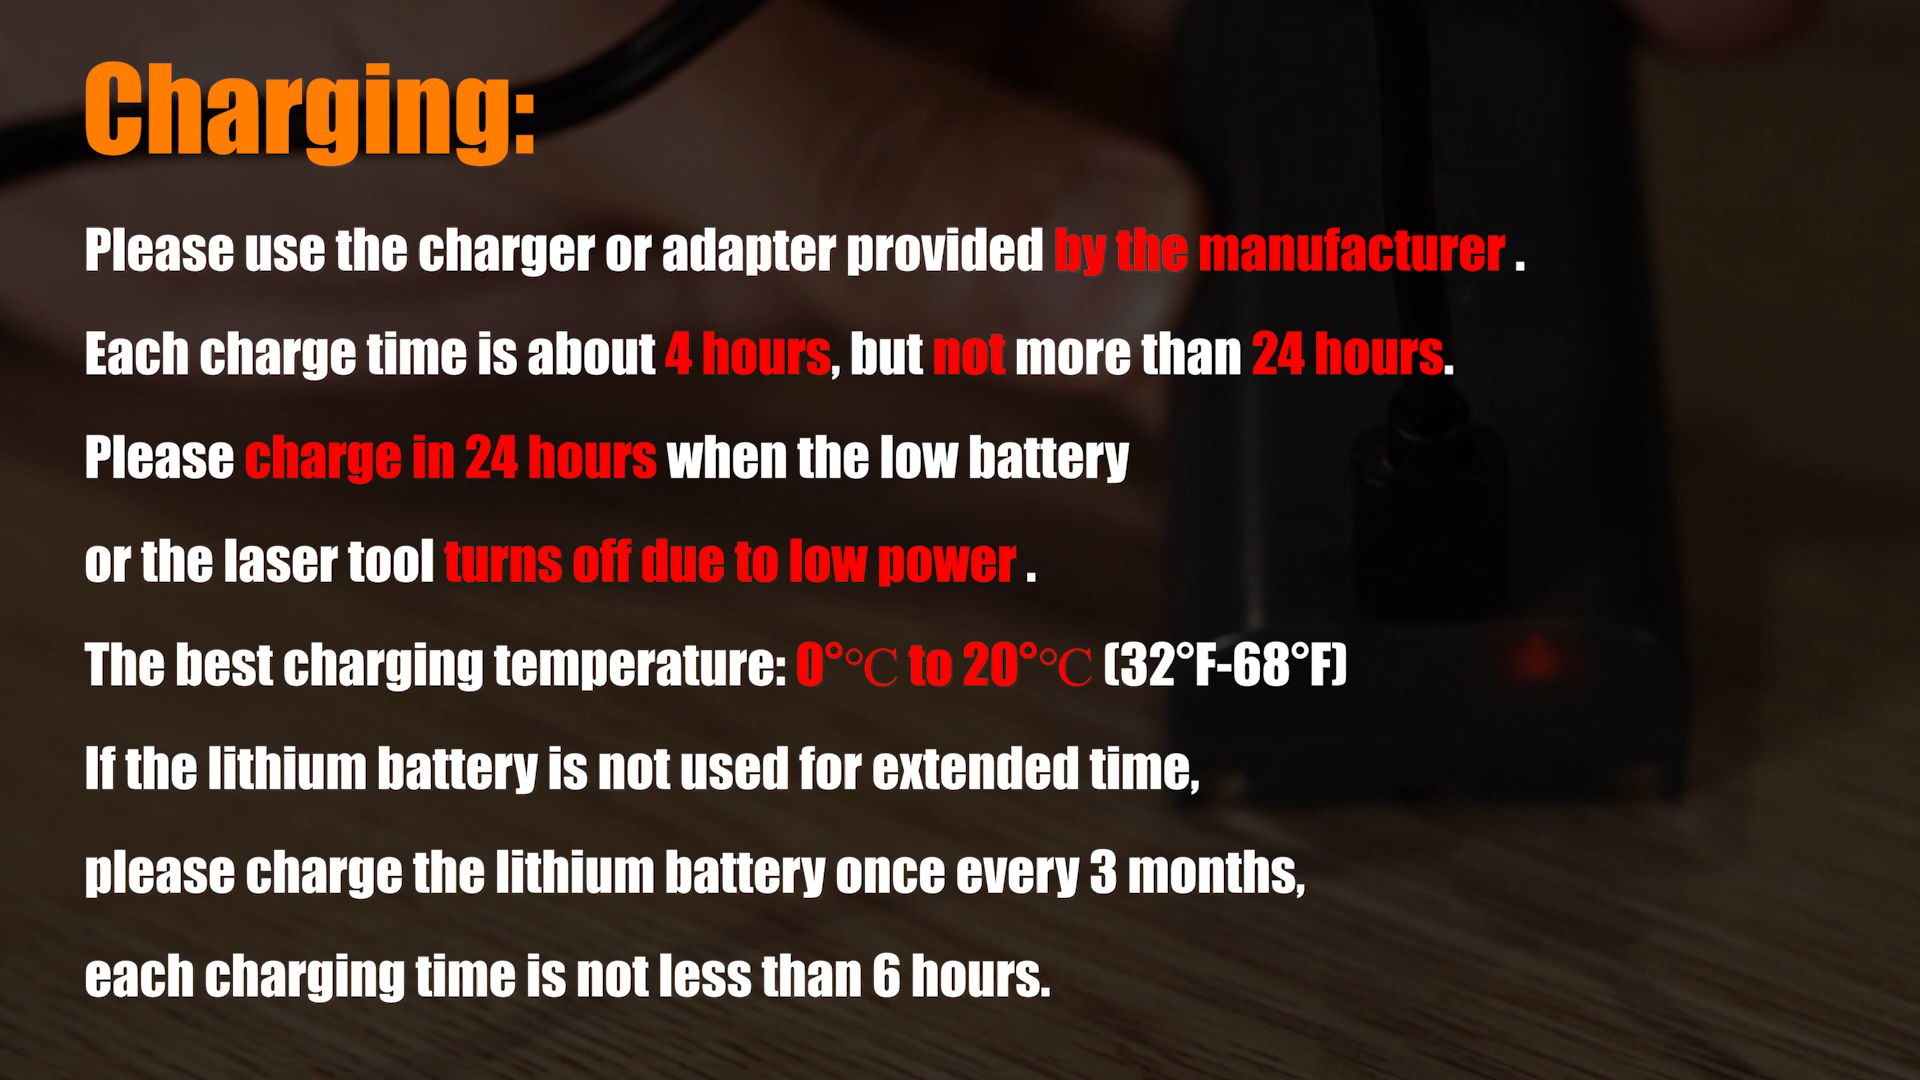 Charging:
Please use the charger or adapter provided by the manufacturer .
Each charge time is about 4 hours, but not more than 24 hours.
Please charge in 24 hours when the low battery
or the laser tool turns off due to low power .
The best charging temperature: 0°℃ to 20°℃ (32°F-68°F)
If the lithium battery is not used for extended time,
please charge the lithium battery once every 3 months,
each charging time is not less than 6 hours.